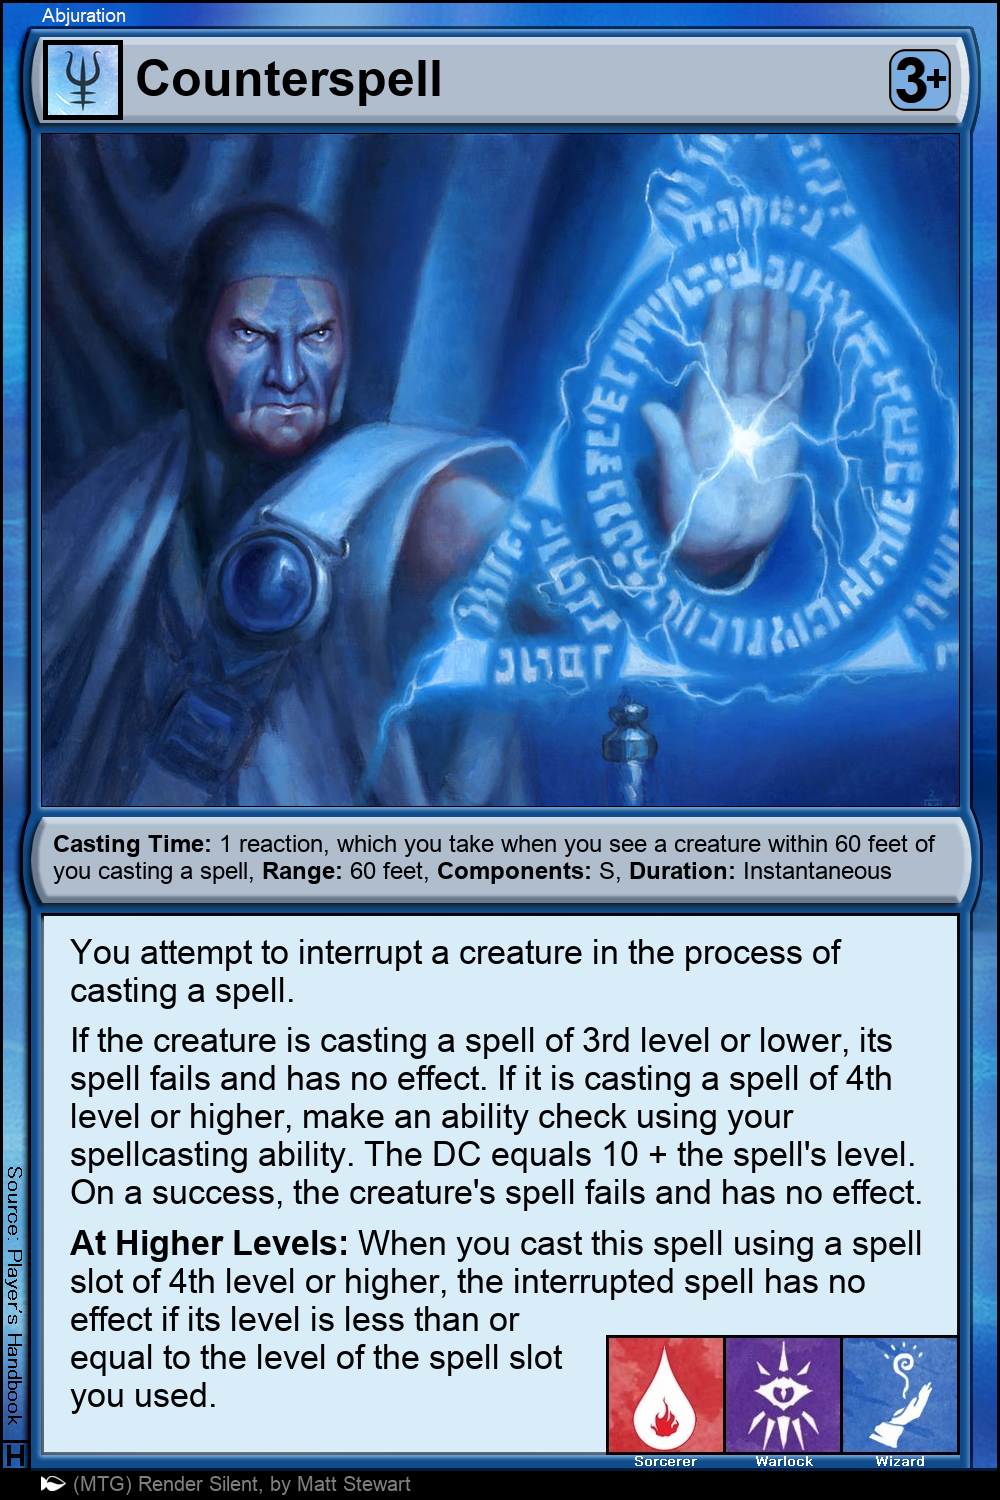 Abjuration
Counterspell
3+
Casting Time: 1 reaction, which you take when you see a creature within 60 feet of
you casting a spell, Range: 60 feet, Components: S, Duration: Instantaneous
You attempt to interrupt a creature in the process of
casting a spell.
If the creature is casting a spell of 3rd level or lower, its
spell fails and has no effect. If it is casting a spell of 4th
level or higher, make an ability check using your
spellcasting ability. The DC equals 10 + the spell's level.
On a success, the creature's spell fails and has no effect.
At Higher Levels: When you cast this spell using a spell
slot of 4th level or higher, the interrupted spell has no
effect if its level is less than or
equal to the level of the spell slot
you used.
Sorcerer
Warlock
Wizard
Source: Player's Handbook
H
(MTG) Render Silent, by Matt Stewart